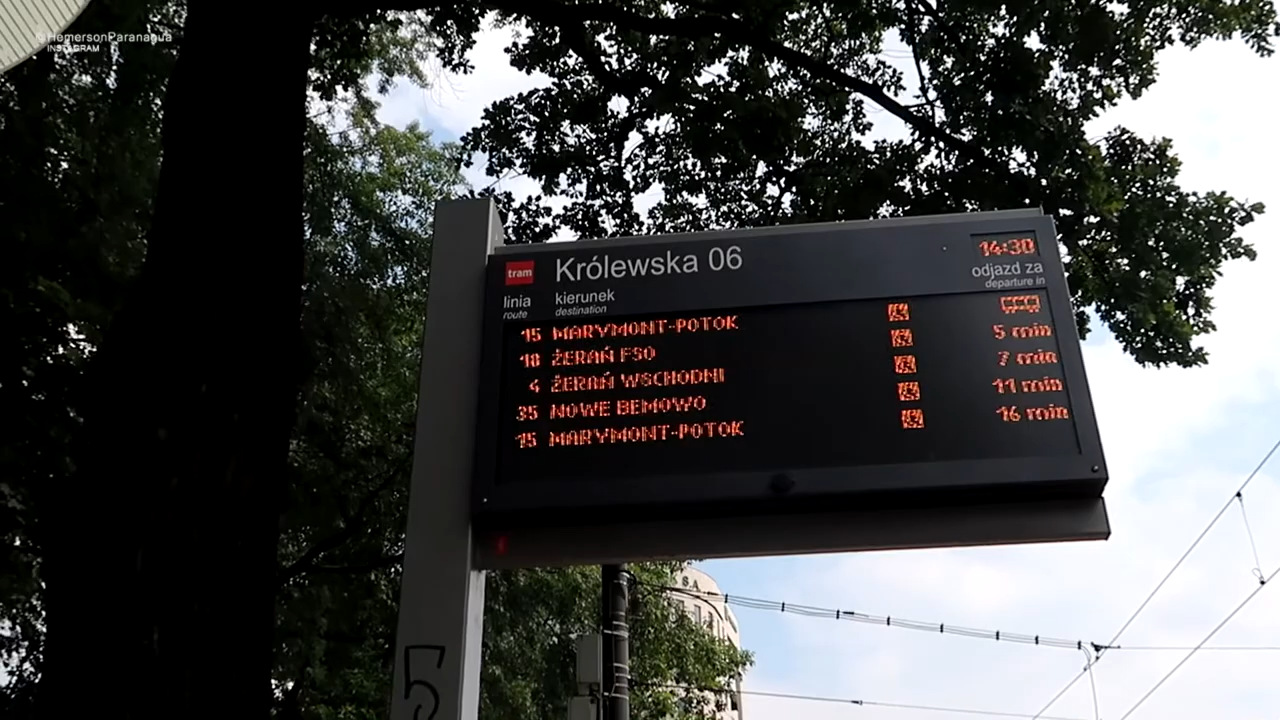 @HemersonParanagua
INSTAGRAM
tram Królewska 06 14:30
linia kierunek odjazd za
route destination departure in
15 MARYMONT-POTOK
18 ŻERAŃ FSO 5 min
4 ŻERAŃ WSCHODNI 7 min
35 NOWE BEMOWO 11 min
15 MARYMONT-POTOK 16 min
S.A.
5